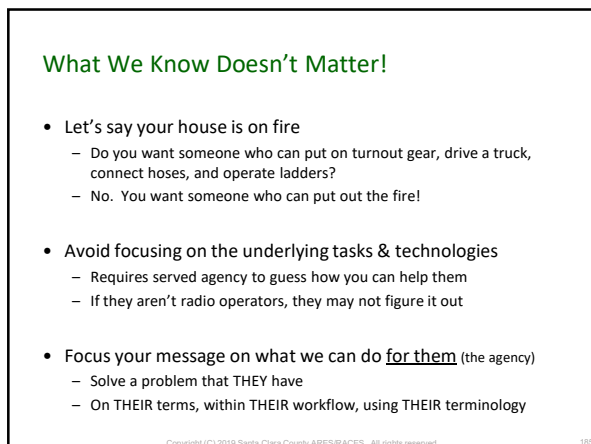 What We Know Doesn’t Matter!
• Let’s say your house is on fire
– Do you want someone who can put on turnout gear, drive a truck,
connect hoses, and operate ladders?
– No. You want someone who can put out the fire!
• Avoid focusing on the underlying tasks & technologies
– Requires served agency to guess how you can help them
– If they aren’t radio operators, they may not figure it out
• Focus your message on what we can do for them (the agency)
– Solve a problem that THEY have
– On THEIR terms, within THEIR workflow, using THEIR terminology
Copyright (C) 2019 Santa Clara County ARES/RACES. All rights reserved.